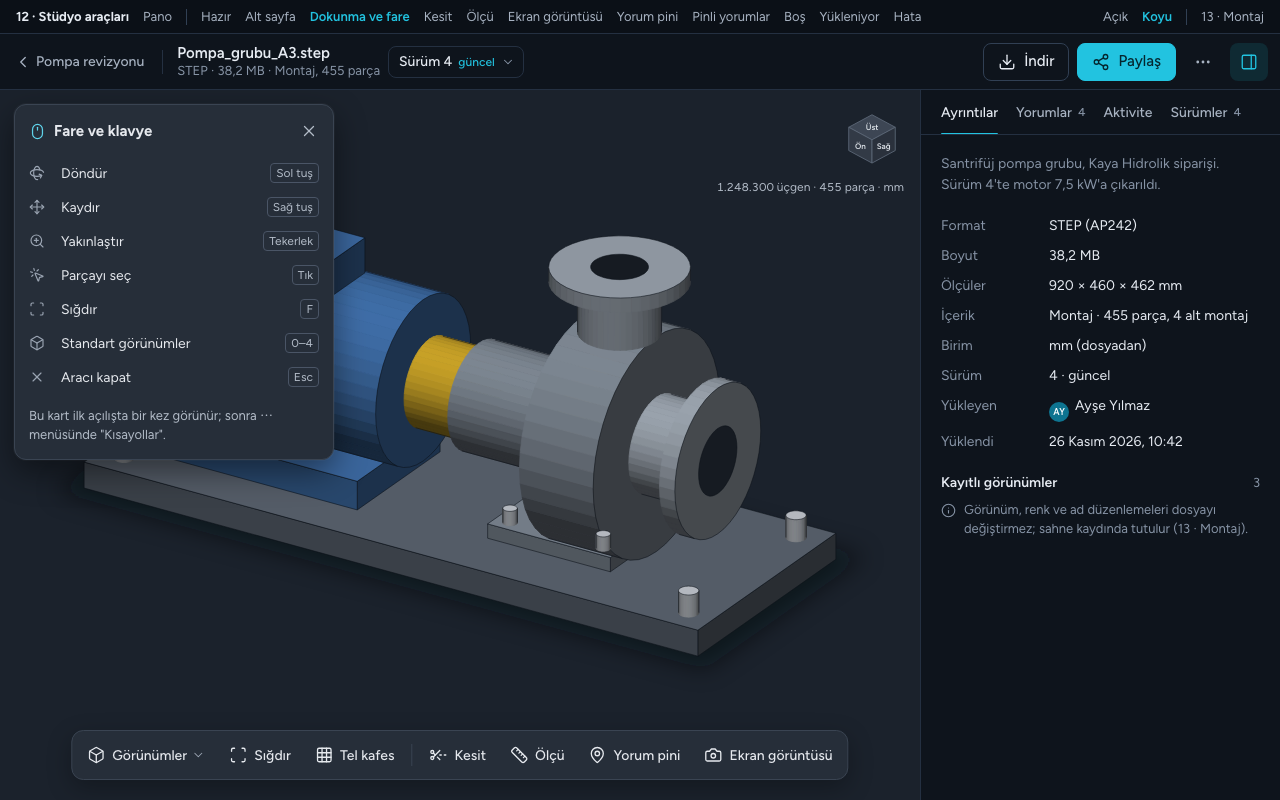 12 · Stüdyo araçları Pano Hazır Alt sayfa Dokunma ve fare Kesit Ölçü Ekran görüntüsü Yorum pini Pinli yorumlar Boş Yükleniyor Hata Açık Koyu 13 · Montaj
Pompa revizyonu
Pompa_grubu_A3.step
STEP · 38,2 MB · Montaj, 455 parça
Sürüm 4 güncel
İndir
Paylaş
Fare ve klavye
Döndür Sol tuş
Kaydır Sağ tuş
Yakınlaştır Tekerlek
Parçayı seç Tık
Sığdır F
Standart görünümler 0–4
Aracı kapat Esc
Bu kart ilk açılışta bir kez görünür; sonra ···
menüsünde "Kısayollar".
Üst
Ön Sağ
1.248.300 üçgen · 455 parça · mm
Görünümler Sığdır Tel kafes Kesit Ölçü Yorum pini Ekran görüntüsü
Ayrıntılar Yorumlar 4 Aktivite Sürümler 4
Santrifüj pompa grubu, Kaya Hidrolik siparişi.
Sürüm 4'te motor 7,5 kW'a çıkarıldı.
Format STEP (AP242)
Boyut 38,2 MB
Ölçüler 920 × 460 × 462 mm
İçerik Montaj · 455 parça, 4 alt montaj
Birim mm (dosyadan)
Sürüm 4 · güncel
Yükleyen AY Ayşe Yılmaz
Yüklendi 26 Kasım 2026, 10:42
Kayıtlı görünümler 3
Görünüm, renk ve ad düzenlemeleri dosyayı
değiştirmez; sahne kaydında tutulur (13 · Montaj).